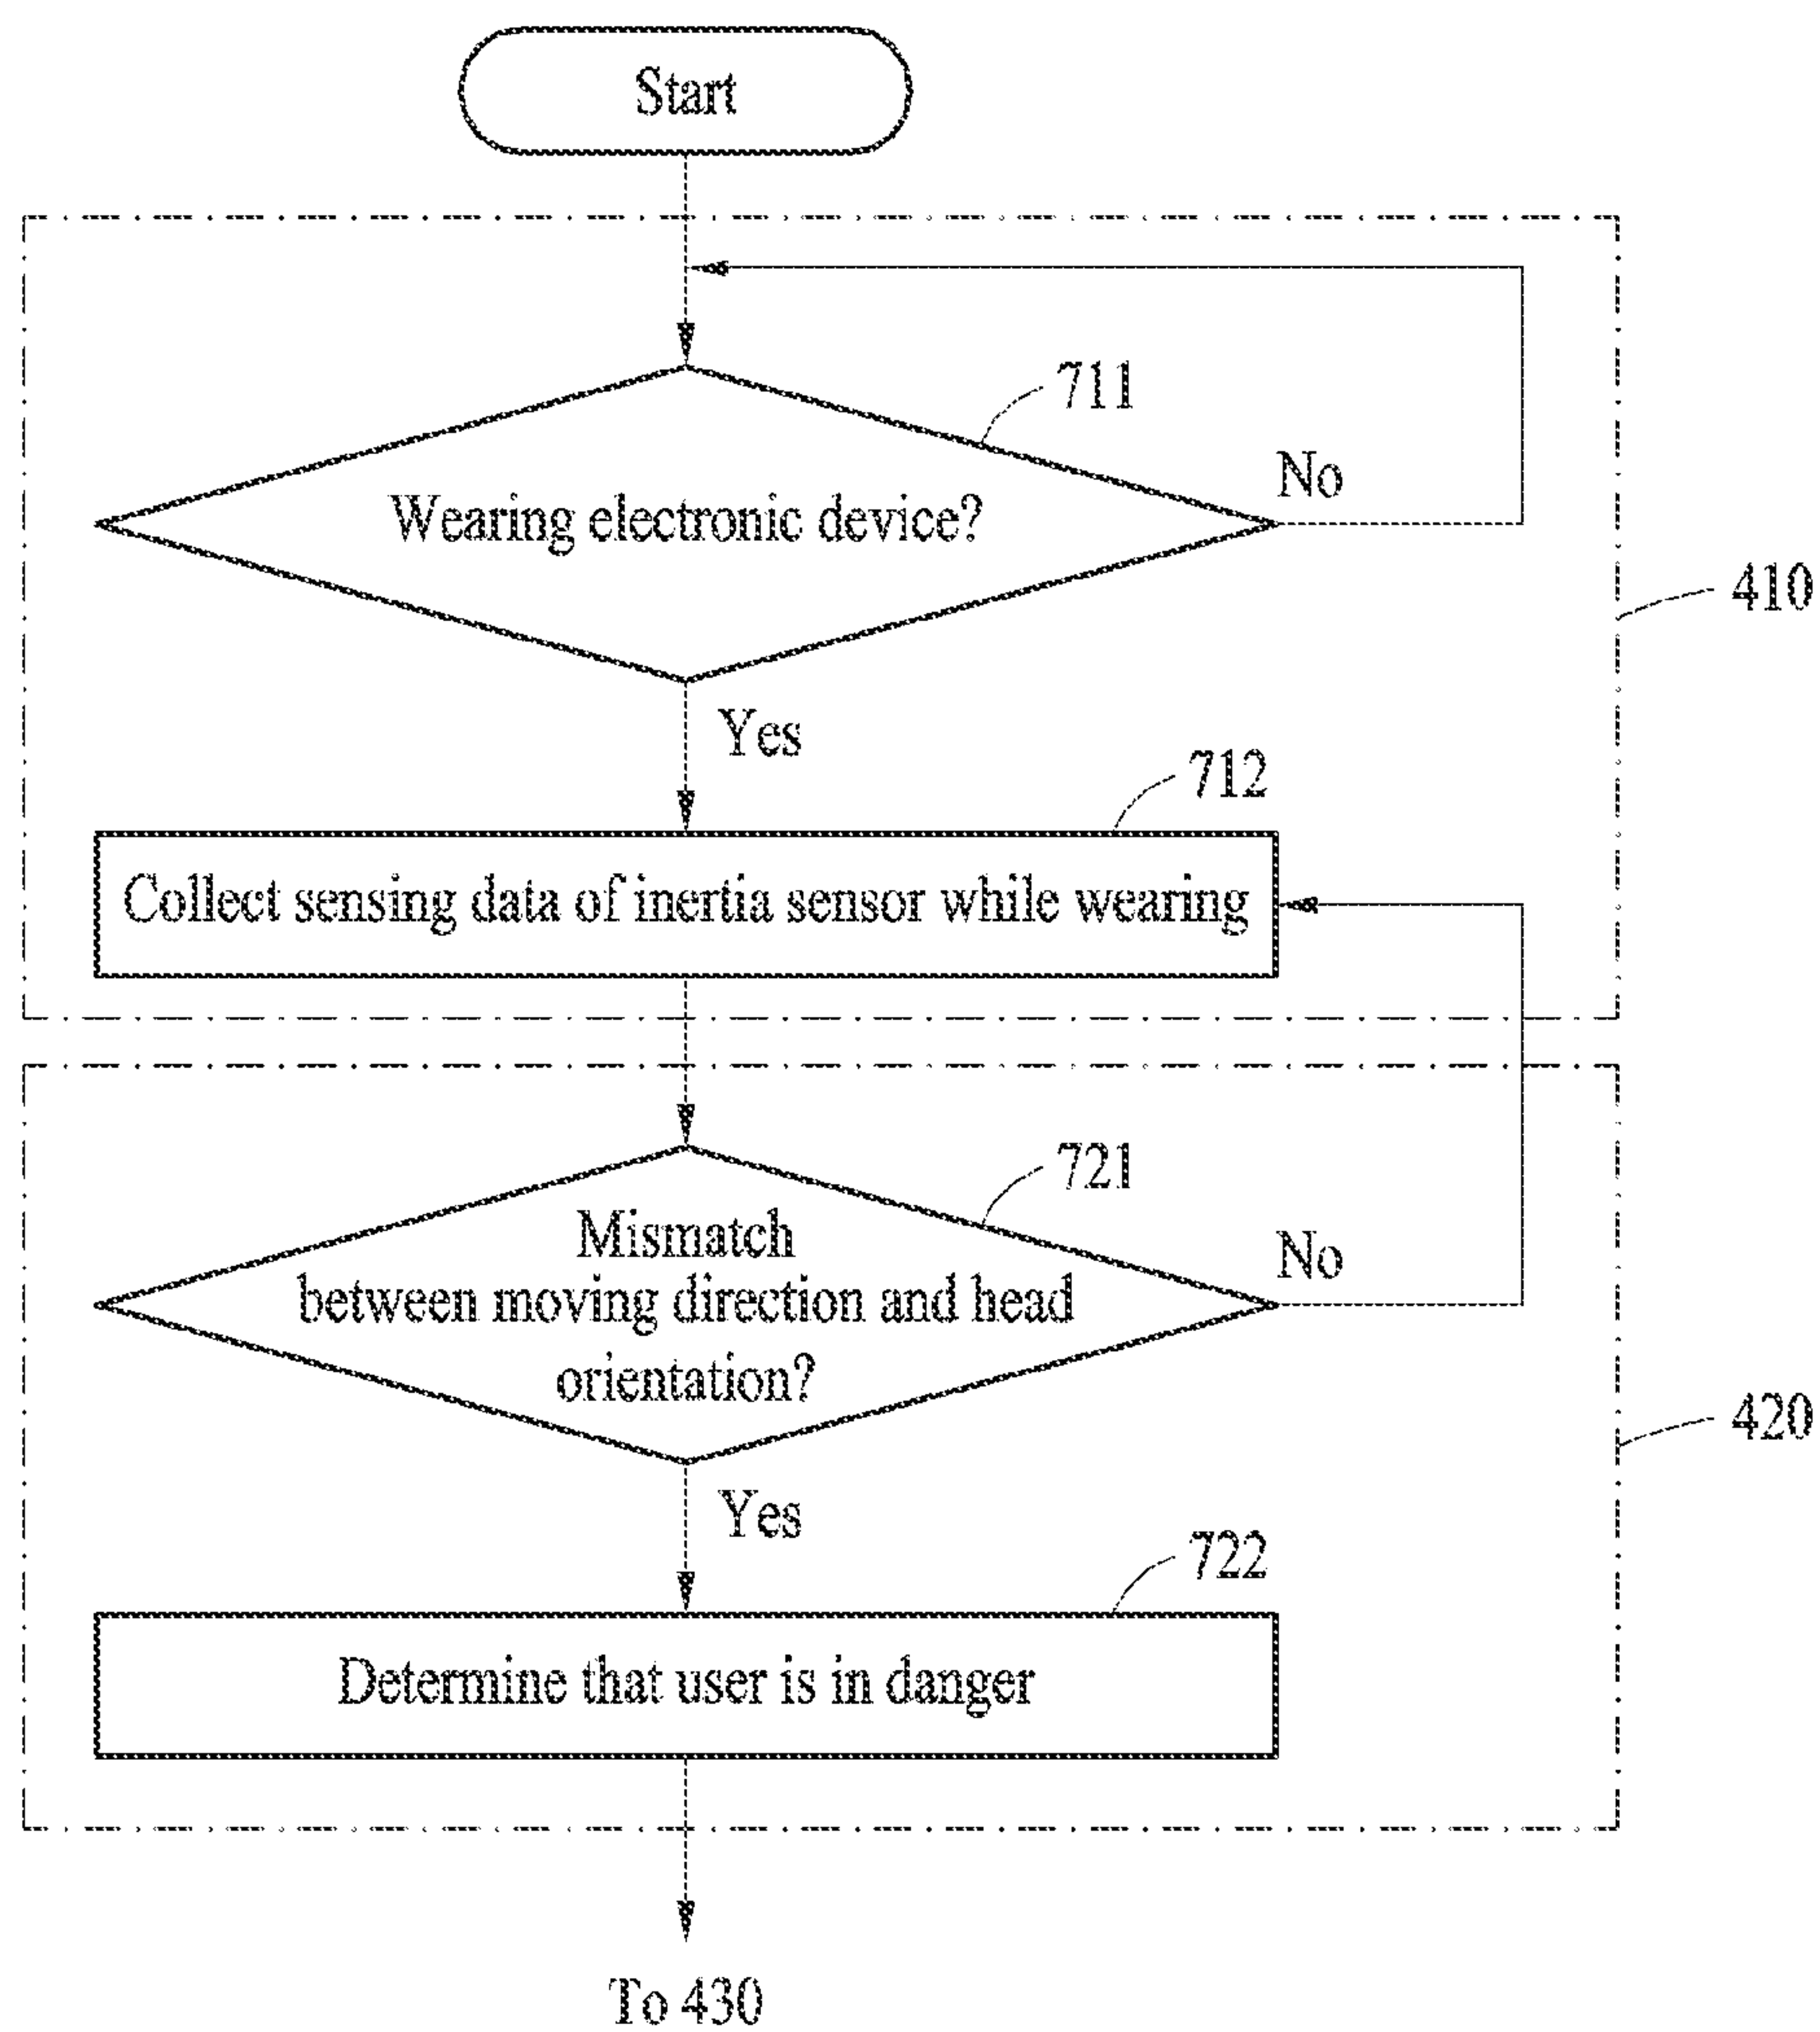 Start
711
Wearing electronic device?
No
410
Yes
712
Collect sensing data of inertia sensor while wearing
721
Mismatch
between moving direction and head
orientation?
No
420
Yes
722
Determine that user is in danger
To 430